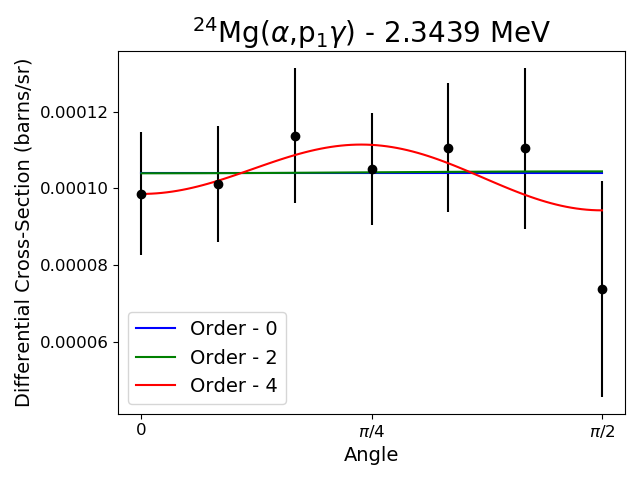 ²⁴Mg(α,p₁γ) - 2.3439 MeV
Differential Cross-Section (barns/sr)
0.00012
0.00010
0.00008
0.00006
Order - 0
Order - 2
Order - 4
0
π/4
π/2
Angle